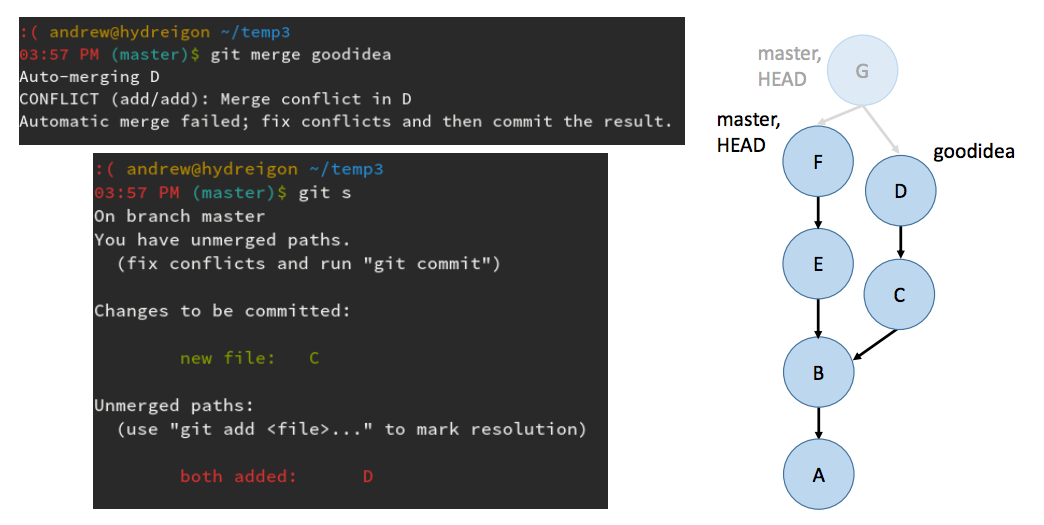 :( andrew@hydreigon ~/temp3
03:57 PM (master)$ git merge goodidea
Auto-merging D
CONFLICT (add/add): Merge conflict in D
Automatic merge failed; fix conflicts and then commit the result.
:( andrew@hydreigon ~/temp3
03:57 PM (master)$ git s
On branch master
You have unmerged paths.
(fix conflicts and run "git commit")
Changes to be committed:
new file: C
Unmerged paths:
(use "git add <file>..." to mark resolution)
both added: D
master,
HEAD
G
master,
HEAD
F
goodidea
D
E
C
B
A